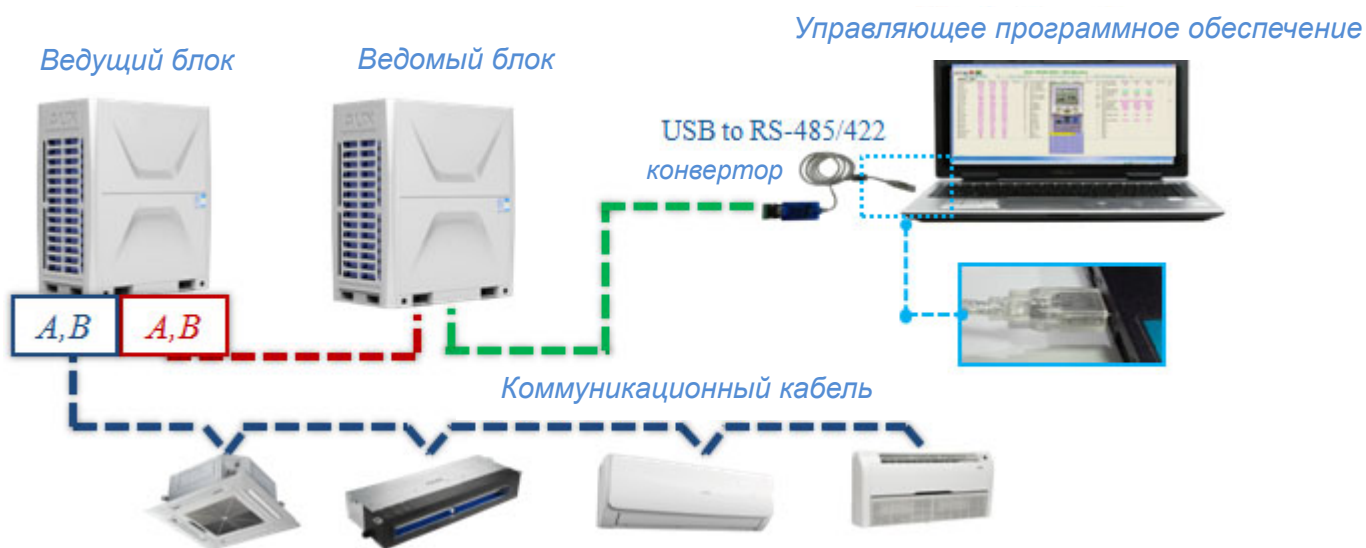 Управляющее программное обеспечение
Ведущий блок
Ведомый блок
USB to RS-485/422
конвертор
A,B
A,B
Коммуникационный кабель